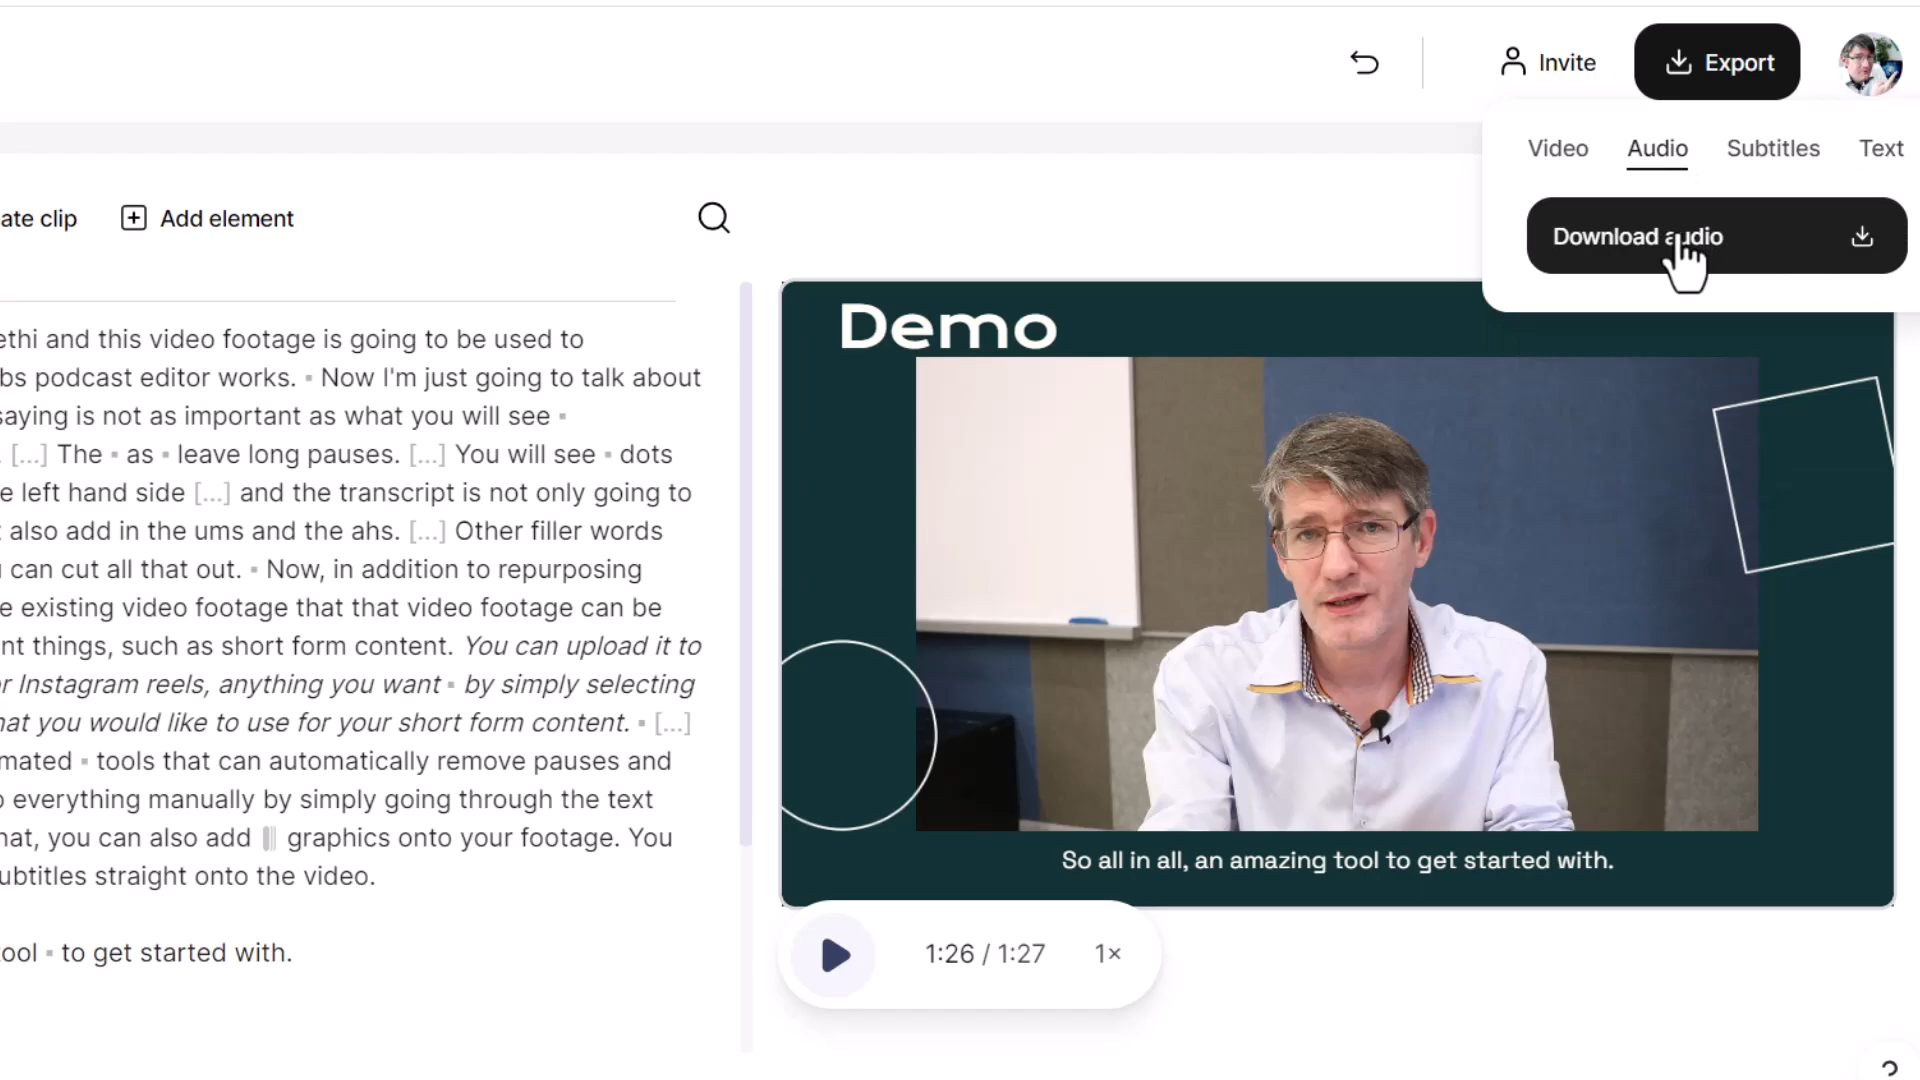 Invite
Export
Video Audio Subtitles Text
Download audio
ate clip
Add element
ethi and this video footage is going to be used to
bs podcast editor works. ▪ Now I'm just going to talk about
saying is not as important as what you will see ▪
. [...] The ▪ as ▪ leave long pauses. [...] You will see ▪ dots
e left hand side [...] and the transcript is not only going to
t also add in the ums and the ahs. [...] Other filler words
u can cut all that out. ▪ Now, in addition to repurposing
e existing video footage that that video footage can be
nt things, such as short form content. You can upload it to
r Instagram reels, anything you want ▪ by simply selecting
hat you would like to use for your short form content. ▪ [...]
mated ▪ tools that can automatically remove pauses and
o everything manually by simply going through the text
hat, you can also add graphics onto your footage. You
ubtitles straight onto the video.
ool ▪ to get started with.
Demo
So all in all, an amazing tool to get started with.
1:26 / 1:27 1×
?